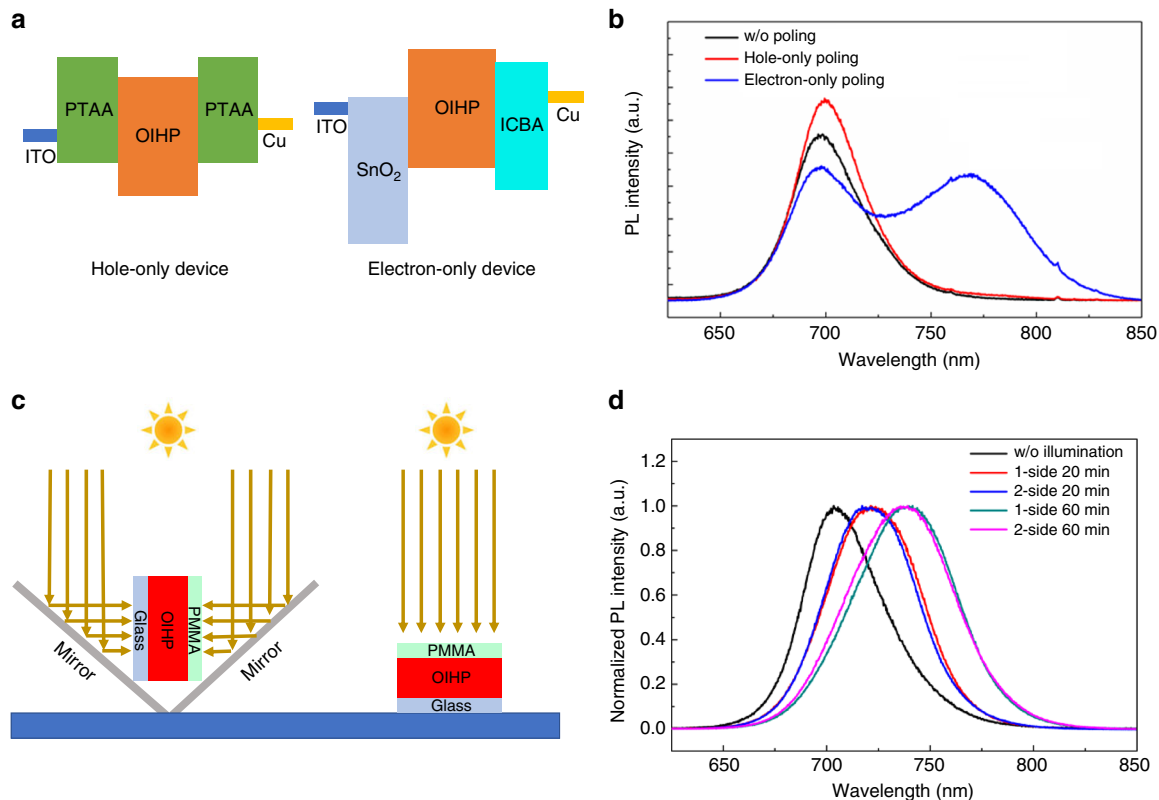 a
PTAA
OIHP
PTAA
ITO
Cu
Hole-only device
ITO
SnO₂
OIHP
ICBA
Cu
Electron-only device
b
w/o poling
Hole-only poling
Electron-only poling
PL intensity (a.u.)
650 700 750 800 850
Wavelength (nm)
c
Glass
OIHP
PMMA
Mirror
Mirror
PMMA
OIHP
Glass
d
w/o illumination
1-side 20 min
2-side 20 min
1-side 60 min
2-side 60 min
Normalized PL intensity (a.u.)
1.2
1.0
0.8
0.6
0.4
0.2
0.0
650 700 750 800 850
Wavelength (nm)